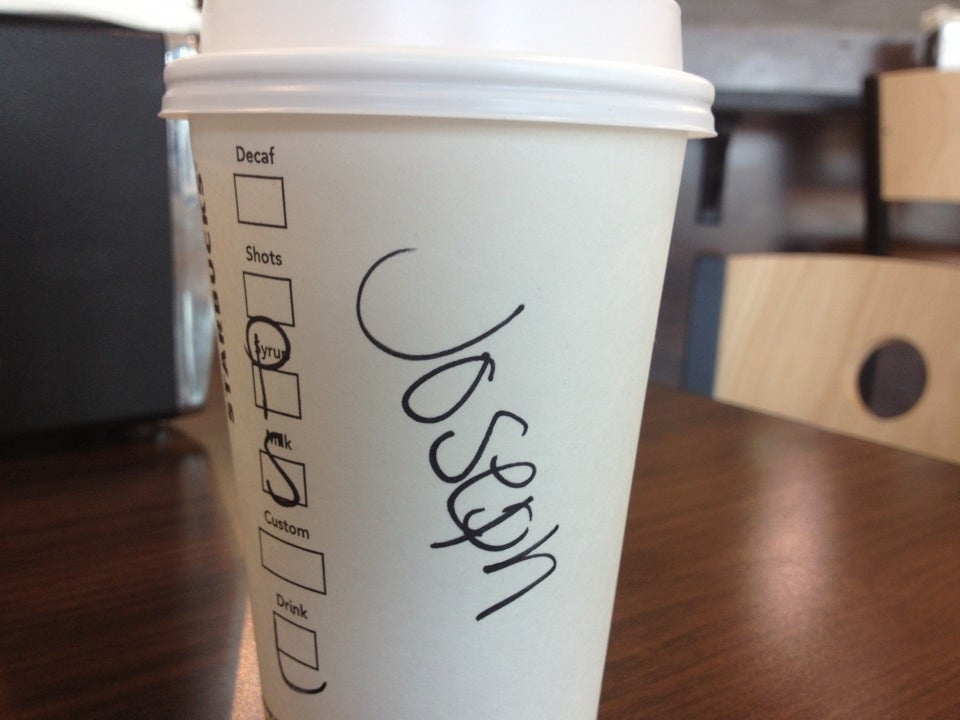 Decaf
Shots
Syrup
Milk
Custom
Drink
STARBUCKS
Joseph